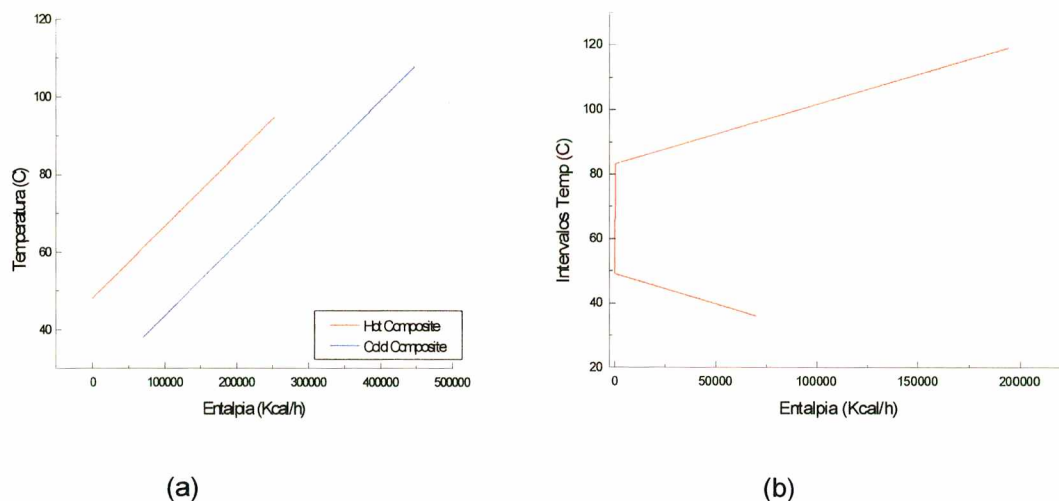 120
100
80
60
40
Temperatura (C)
0
100000
200000
300000
400000
500000
Entalpia (Kcal/h)
Hot Composite
Cold Composite
(a)
120
100
80
60
40
20
Intervalos Temp (C)
0
50000
100000
150000
200000
Entalpia (Kcal/h)
(b)